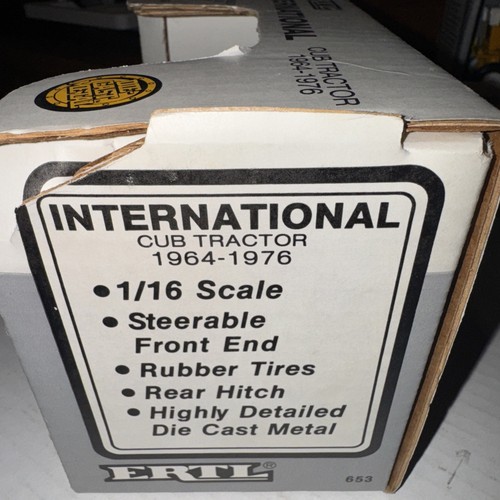 INTERNATIONAL
CUB TRACTOR
1964-1976
INTERNATIONAL
CUB TRACTOR
1964-1976
• 1/16 Scale
• Steerable
Front End
• Rubber Tires
• Rear Hitch
• Highly Detailed
Die Cast Metal
ERTL®
653